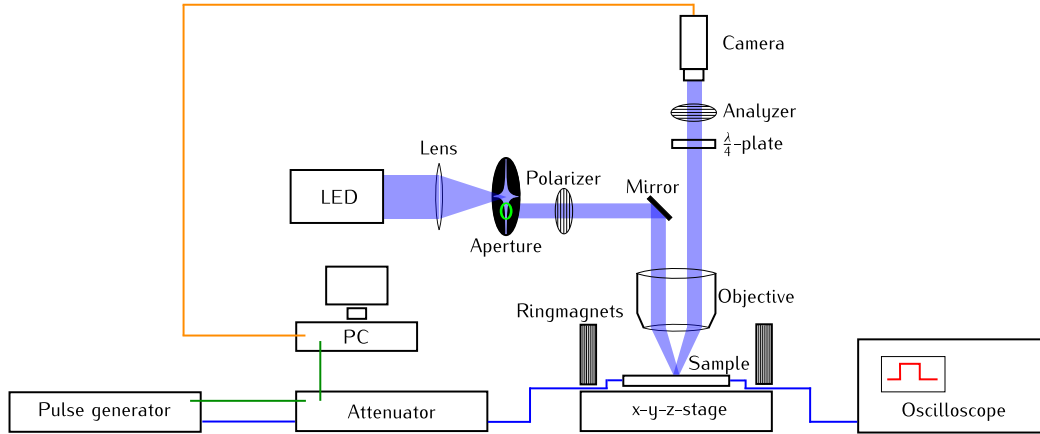 Camera
Analyzer
λ/4-plate
Lens
Polarizer
Mirror
LED
Aperture
Objective
Ringmagnets
PC
Sample
Pulse generator
Attenuator
x-y-z-stage
Oscilloscope